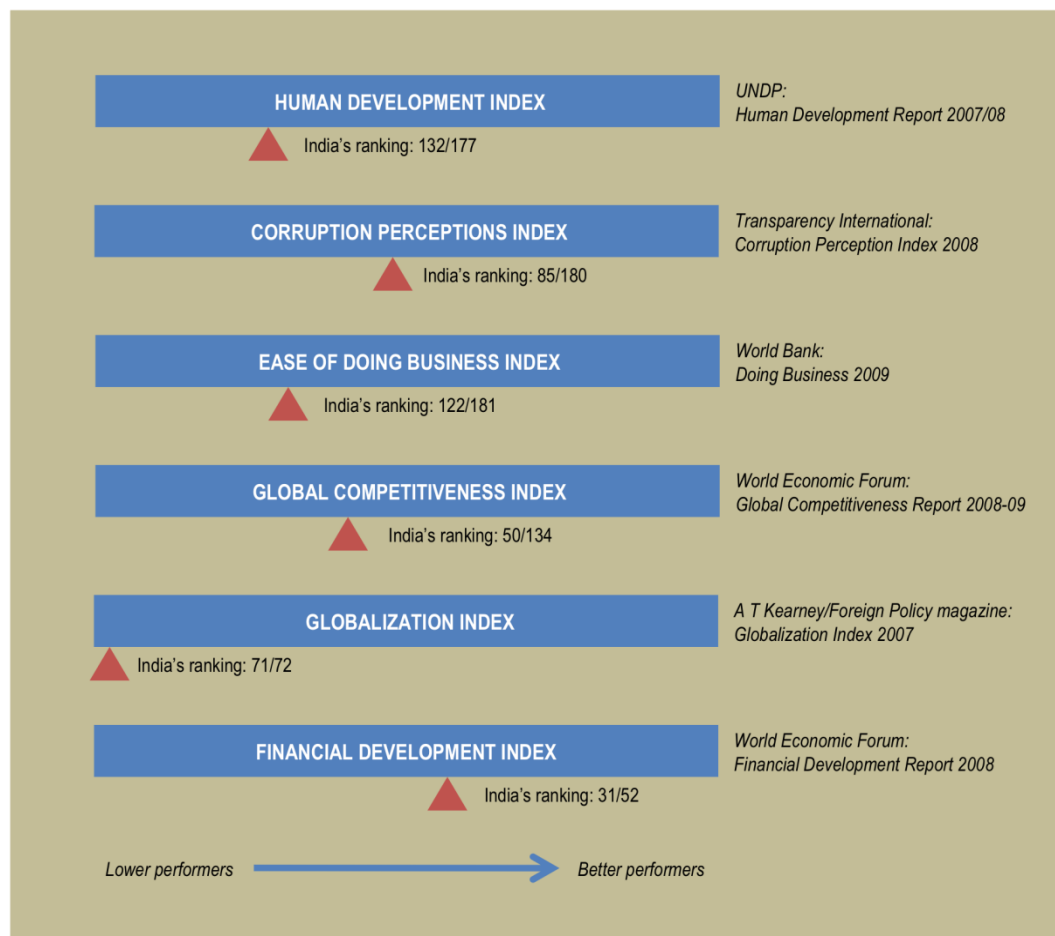 HUMAN DEVELOPMENT INDEX
UNDP:
Human Development Report 2007/08
India’s ranking: 132/177
CORRUPTION PERCEPTIONS INDEX
Transparency International:
Corruption Perception Index 2008
India’s ranking: 85/180
EASE OF DOING BUSINESS INDEX
World Bank:
Doing Business 2009
India’s ranking: 122/181
GLOBAL COMPETITIVENESS INDEX
World Economic Forum:
Global Competitiveness Report 2008-09
India’s ranking: 50/134
GLOBALIZATION INDEX
A T Kearney/Foreign Policy magazine:
Globalization Index 2007
India’s ranking: 71/72
FINANCIAL DEVELOPMENT INDEX
World Economic Forum:
Financial Development Report 2008
India’s ranking: 31/52
Lower performers
Better performers